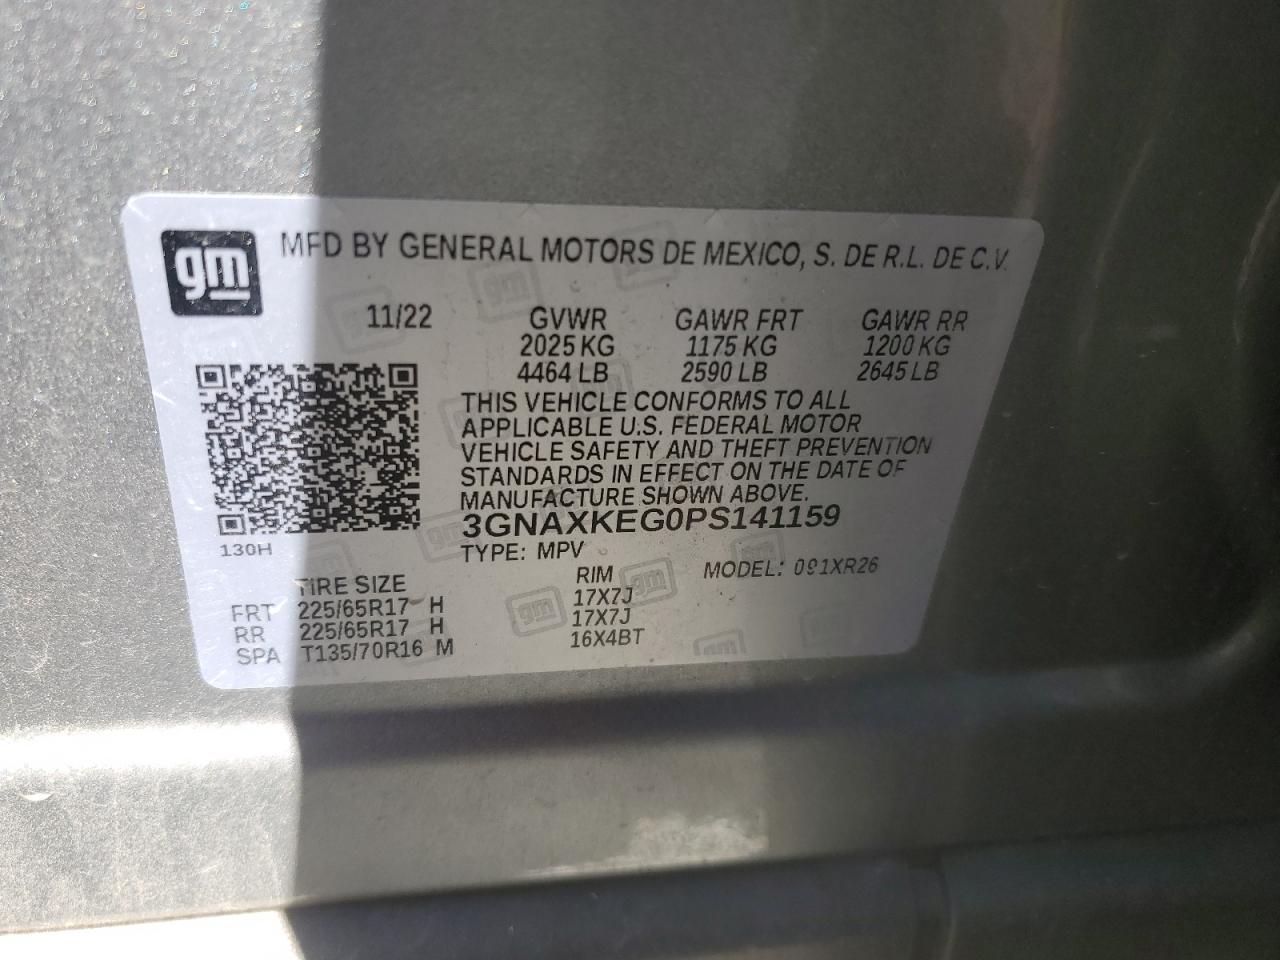 gm MFD BY GENERAL MOTORS DE MEXICO, S. DE R.L. DE C.V.
11/22 GVWR GAWR FRT GAWR RR
2025 KG 1175 KG 1200 KG
4464 LB 2590 LB 2645 LB
THIS VEHICLE CONFORMS TO ALL
APPLICABLE U.S. FEDERAL MOTOR
VEHICLE SAFETY AND THEFT PREVENTION
STANDARDS IN EFFECT ON THE DATE OF
MANUFACTURE SHOWN ABOVE.
3GNAXKEG0PS141159
130H
TYPE: MPV
MODEL: 091XR26
TIRE SIZE RIM
FRT 225/65R17 H 17X7J
RR 225/65R17 H 17X7J
SPA T135/70R16 M 16X4BT